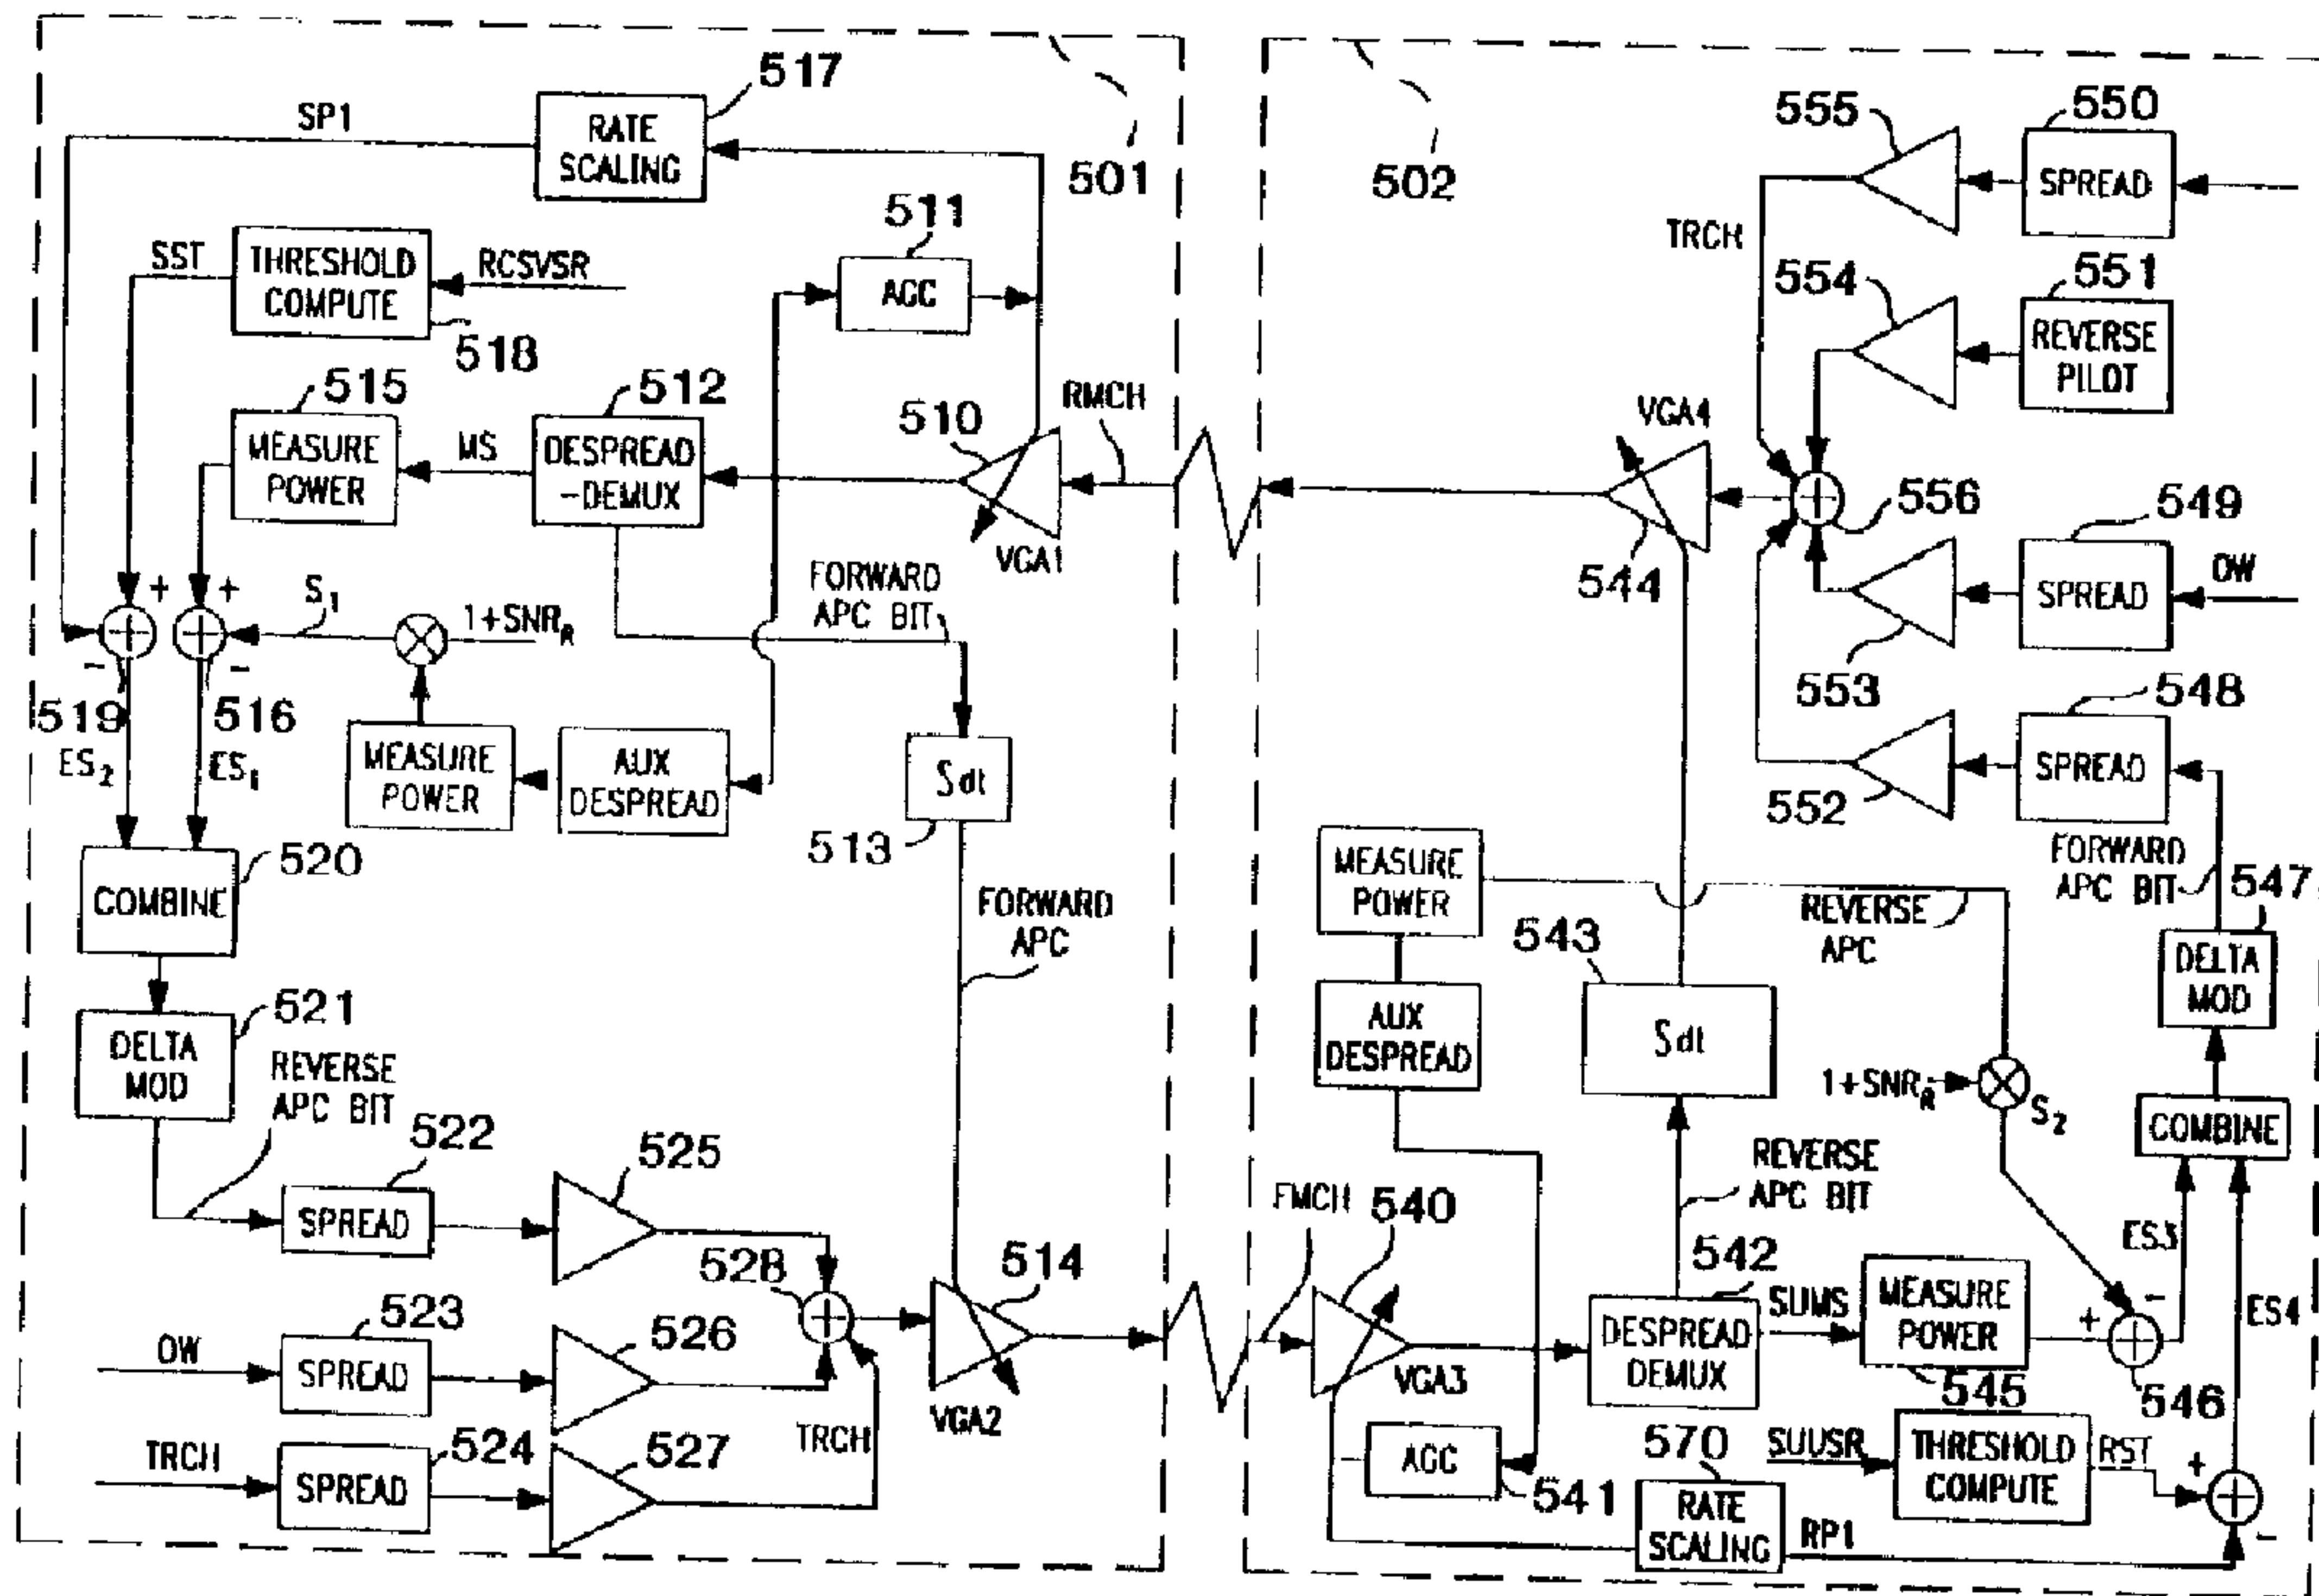 517
SP1
RATE
SCALING
501
511
SST
THRESHOLD
COMPUTE
RCSVSR
AGC
518
515
512
510
RMCH
MEASURE
POWER
MS
DESPREAD
-DEMUX
VGA1
FORWARD
APC BIT
+
+
S1
1+SNRR
-
-
519
516
ES2
ES1
MEASURE
POWER
AUX
DESPREAD
Sdt
513
520
COMBINE
FORWARD
APC
521
DELTA
MOD
REVERSE
APC BIT
522
525
SPREAD
528
514
523
526
OW
SPREAD
VGA2
TRCH
524
527
TRCH
SPREAD
502
555
550
SPREAD
TRCH
554
551
REVERSE
PILOT
VGA4
556
549
544
SPREAD
OW
553
548
SPREAD
552
MEASURE
POWER
FORWARD
APC BIT
547
REVERSE
APC
543
DELTA
MOD
AUX
DESPREAD
Sdt
1+SNRR
S2
COMBINE
REVERSE
APC BIT
FMCH
540
ES3
542
SUMS
MEASURE
POWER
-
+
ES4
DESPREAD
DEMUX
VGA3
545
546
570
SUUSR
THRESHOLD
COMPUTE
RST
+
AGC
541
RATE
SCALING
RP1
-